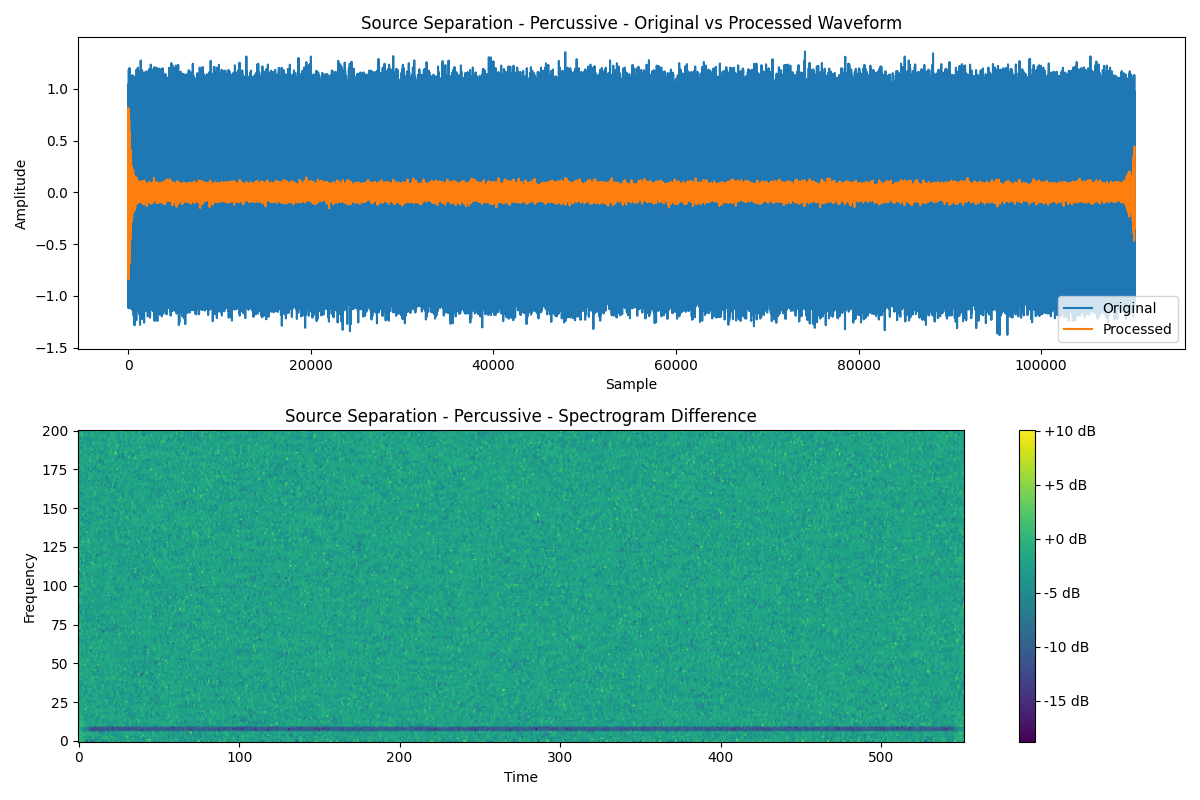 Source Separation - Percussive - Original vs Processed Waveform
1.0
0.5
0.0
−0.5
−1.0
−1.5
Amplitude
Original
Processed
0 20000 40000 60000 80000 100000
Sample
Source Separation - Percussive - Spectrogram Difference
200
175
150
125
100
75
50
25
0
Frequency
0 100 200 300 400 500
Time
+10 dB
+5 dB
+0 dB
-5 dB
-10 dB
-15 dB